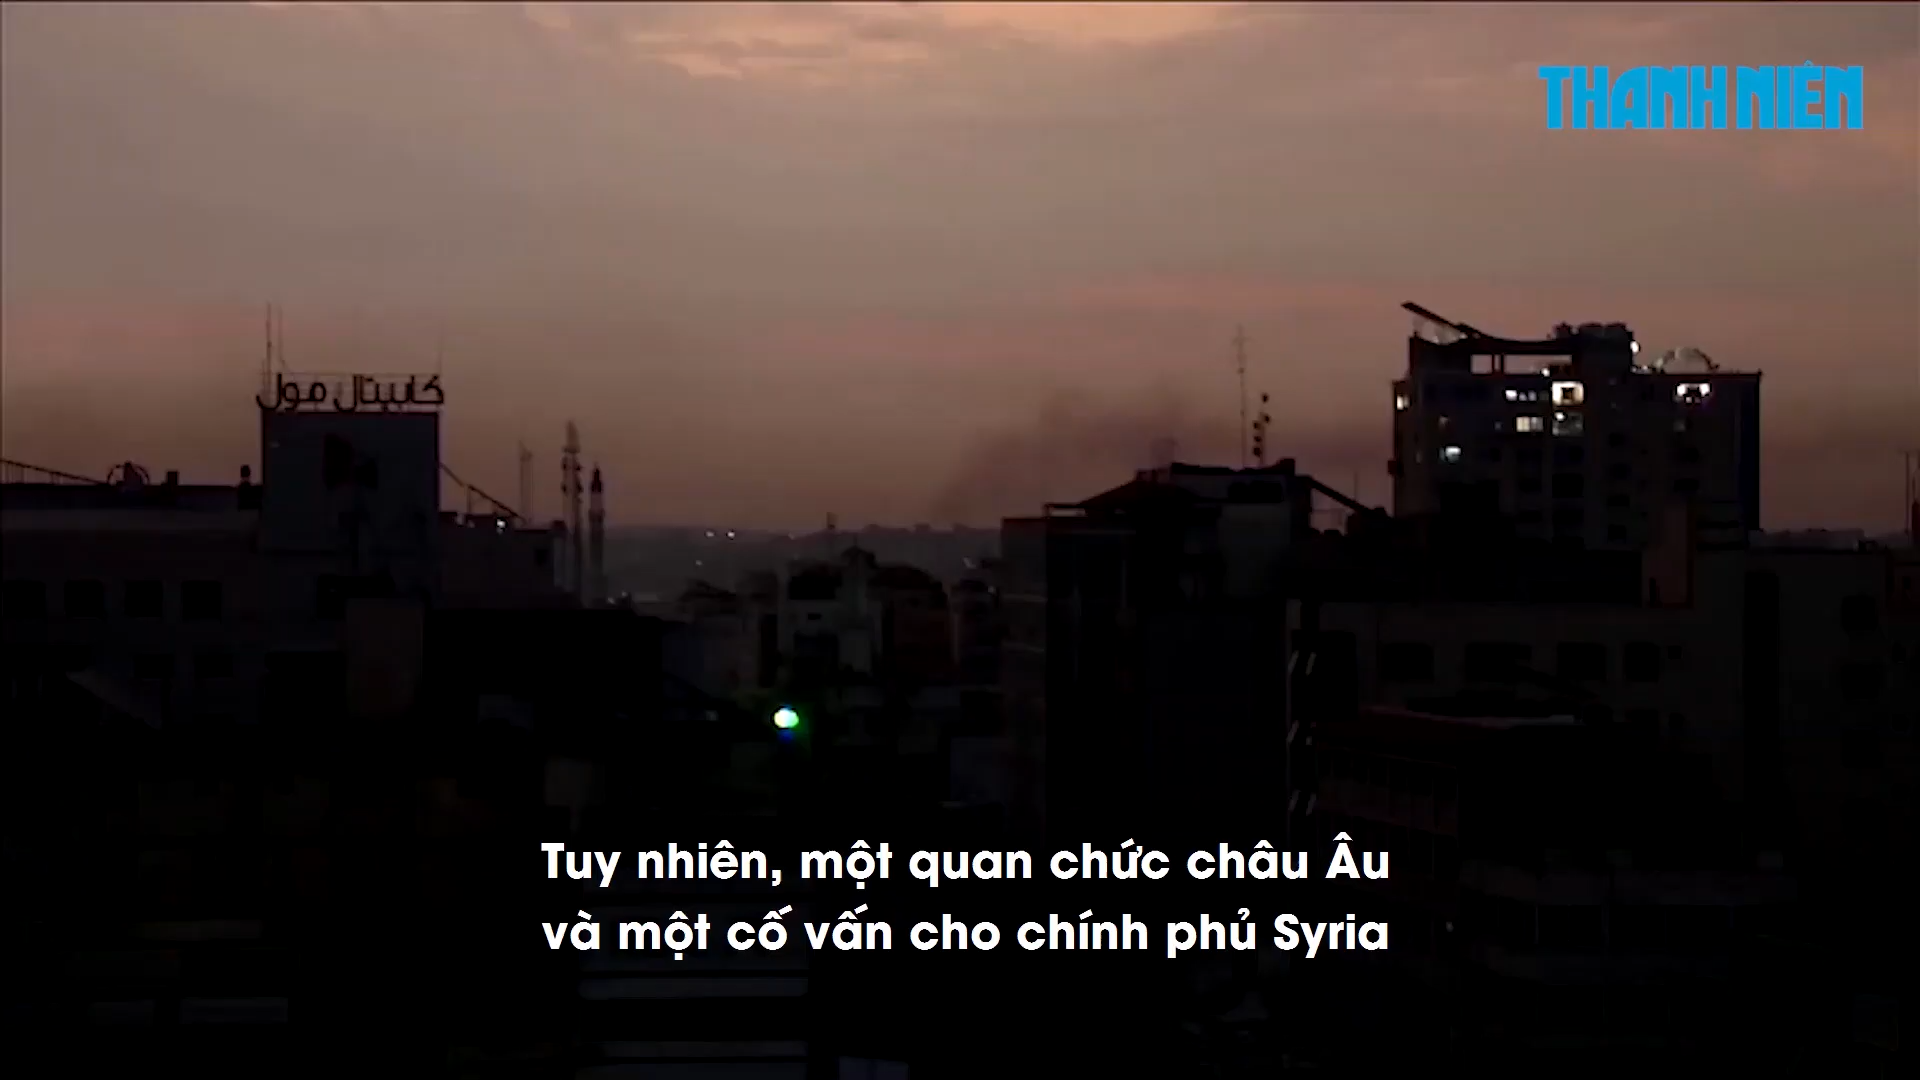 THANH NIÊN
كابيتال مول
Tuy nhiên, một quan chức châu Âu
và một cố vấn cho chính phủ Syria